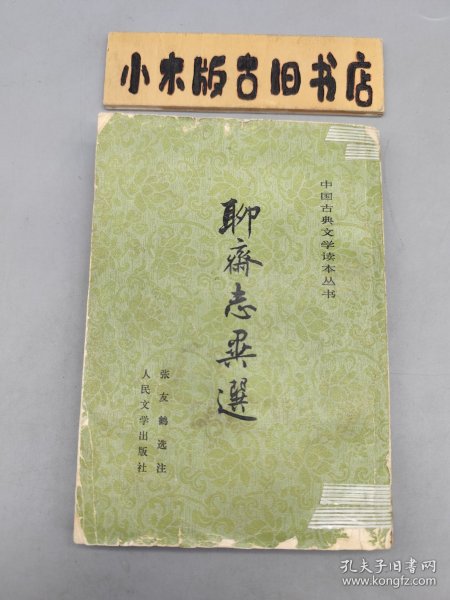 小木版古旧书店
中国古典文学读本丛书
聊齋志異選
张友鹤选注
人民文学出版社
孔夫子旧书网
www.kongfz.com